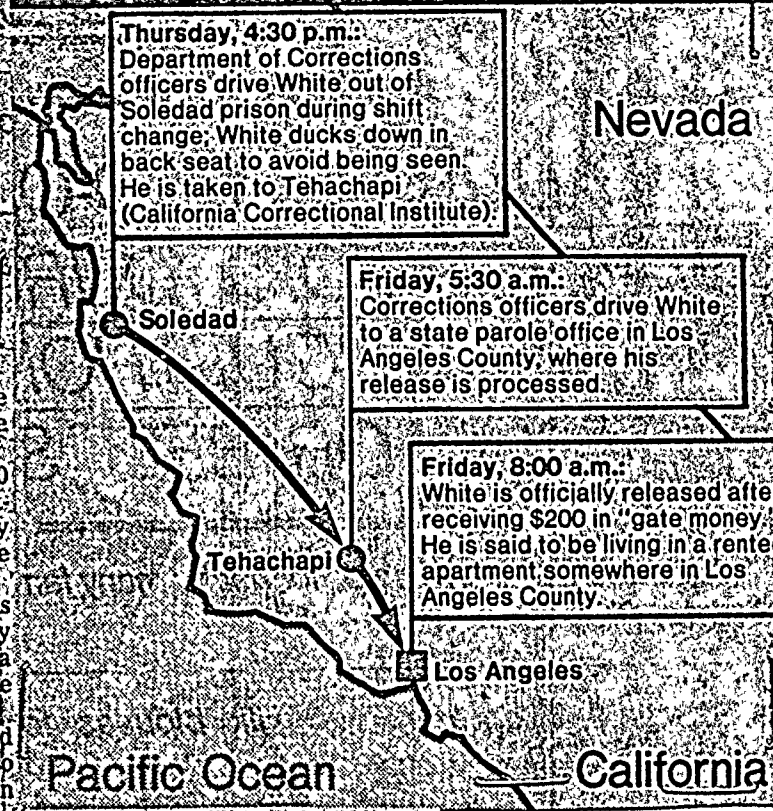 Thursday, 4:30 p.m.:
Department of Corrections
officers drive White out of
Soledad prison during shift
change; White ducks down in
back seat to avoid being seen.
He is taken to Tehachapi
(California Correctional Institute).
Nevada
Friday, 5:30 a.m.:
Corrections officers drive White
to a state parole office in Los
Angeles County, where his
release is processed.
Soledad
Friday, 8:00 a.m.:
White is officially released afte
receiving $200 in "gate money."
He is said to be living in a rente
apartment somewhere in Los
Angeles County.
Tehachapi
Los Angeles
Pacific Ocean
California